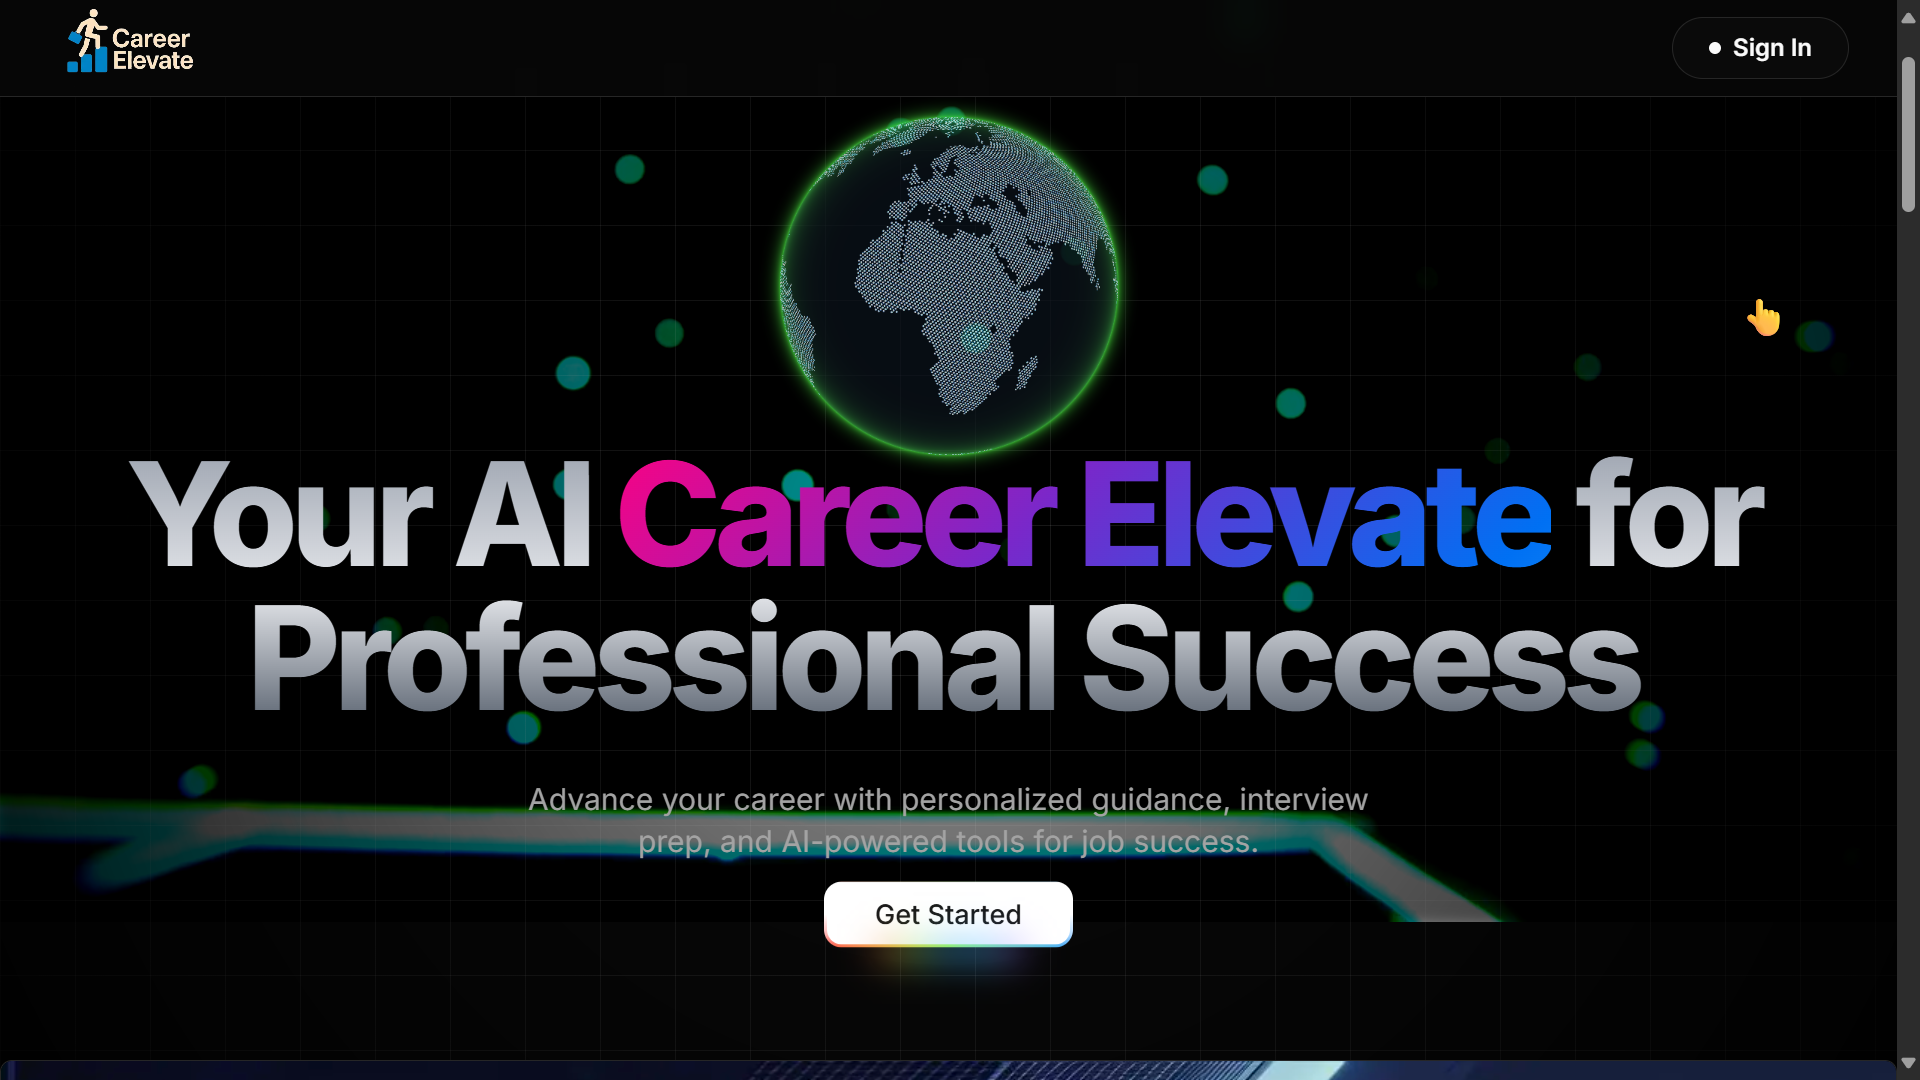 Career
Elevate
Sign In
Your AI Career Elevate for
Professional Success
Advance your career with personalized guidance, interview
prep, and AI-powered tools for job success.
Get Started